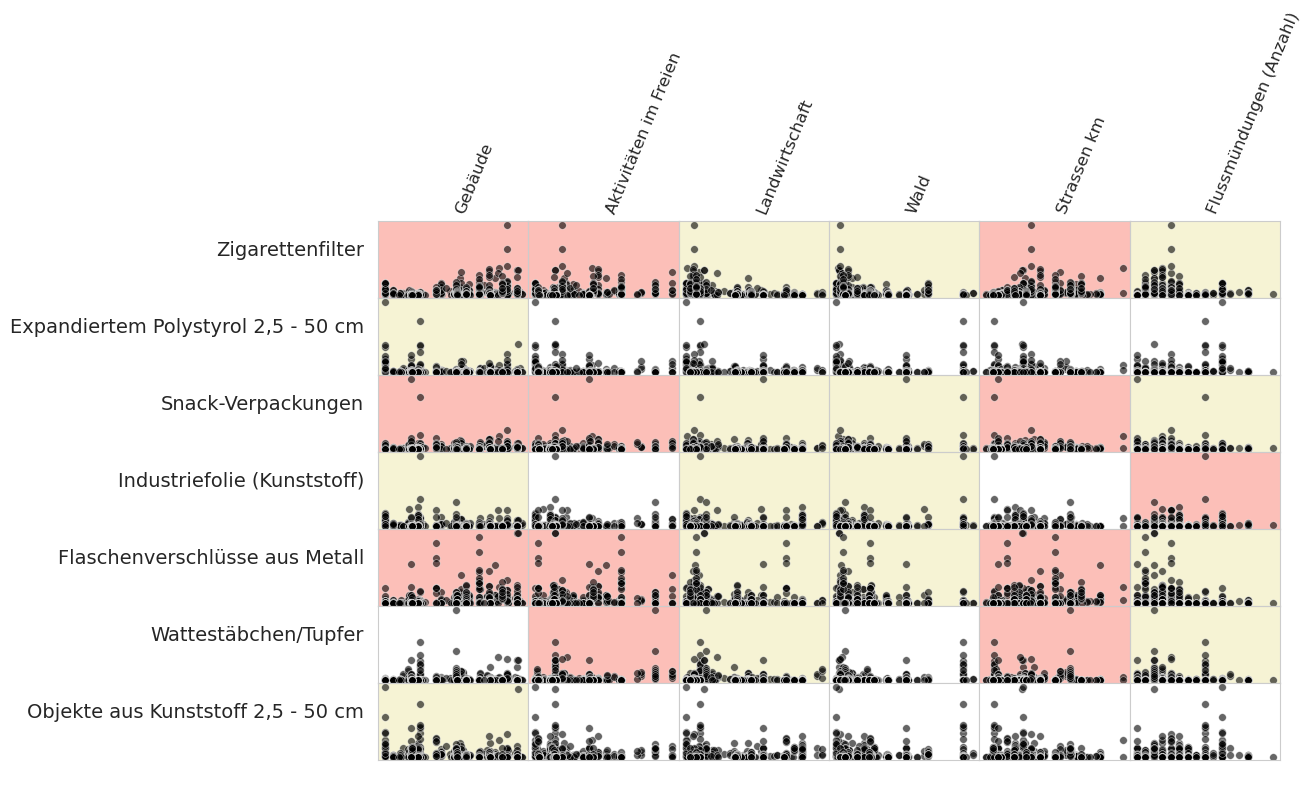 Gebäude
Aktivitäten im Freien
Landwirtschaft
Wald
Strassen km
Flussmündungen (Anzahl)
Zigarettenfilter
Expandiertem Polystyrol 2,5 - 50 cm
Snack-Verpackungen
Industriefolie (Kunststoff)
Flaschenverschlüsse aus Metall
Wattestäbchen/Tupfer
Objekte aus Kunststoff 2,5 - 50 cm